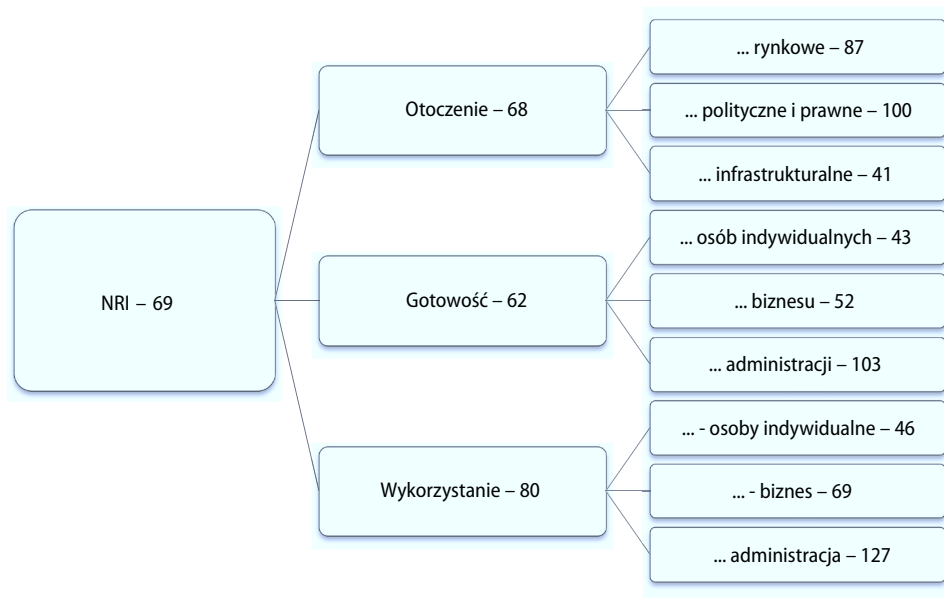 NRI – 69
Otoczenie – 68
... rynkowe – 87
... polityczne i prawne – 100
... infrastrukturalne – 41
Gotowość – 62
... osób indywidualnych – 43
... biznesu – 52
... administracji – 103
Wykorzystanie – 80
... - osoby indywidualne – 46
... - biznes – 69
... administracja – 127